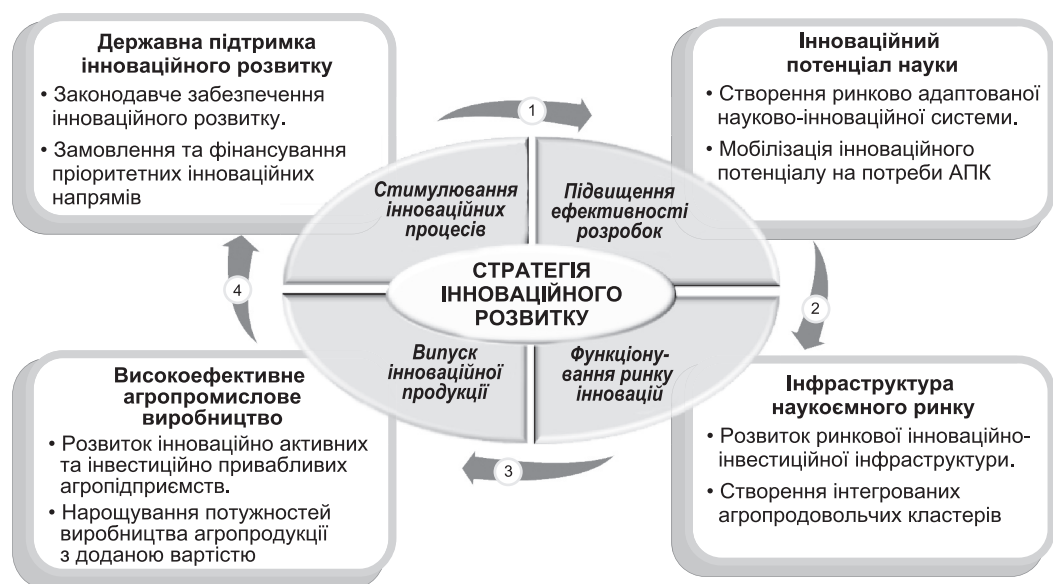 Державна підтримка
інноваційного розвитку
• Законодавче забезпечення
інноваційного розвитку.
• Замовлення та фінансування
пріоритетних інноваційних
напрямів
1
Інноваційний
потенціал науки
• Створення ринково адаптованої
науково-інноваційної системи.
• Мобілізація інноваційного
потенціалу на потреби АПК
Стимулювання
інноваційних
процесів
Підвищення
ефективності
розробок
СТРАТЕГІЯ
ІННОВАЦІЙНОГО
РОЗВИТКУ
4
2
Випуск
інноваційної
продукції
Функціону-
вання ринку
інновацій
Високоефективне
агропромислове
виробництво
• Розвиток інноваційно активних
та інвестиційно привабливих
агропідприємств.
• Нарощування потужностей
виробництва агропродукції
з доданою вартістю
3
Інфраструктура
наукоємного ринку
• Розвиток ринкової інноваційно-
інвестиційної інфраструктури.
• Створення інтегрованих
агропродовольчих кластерів